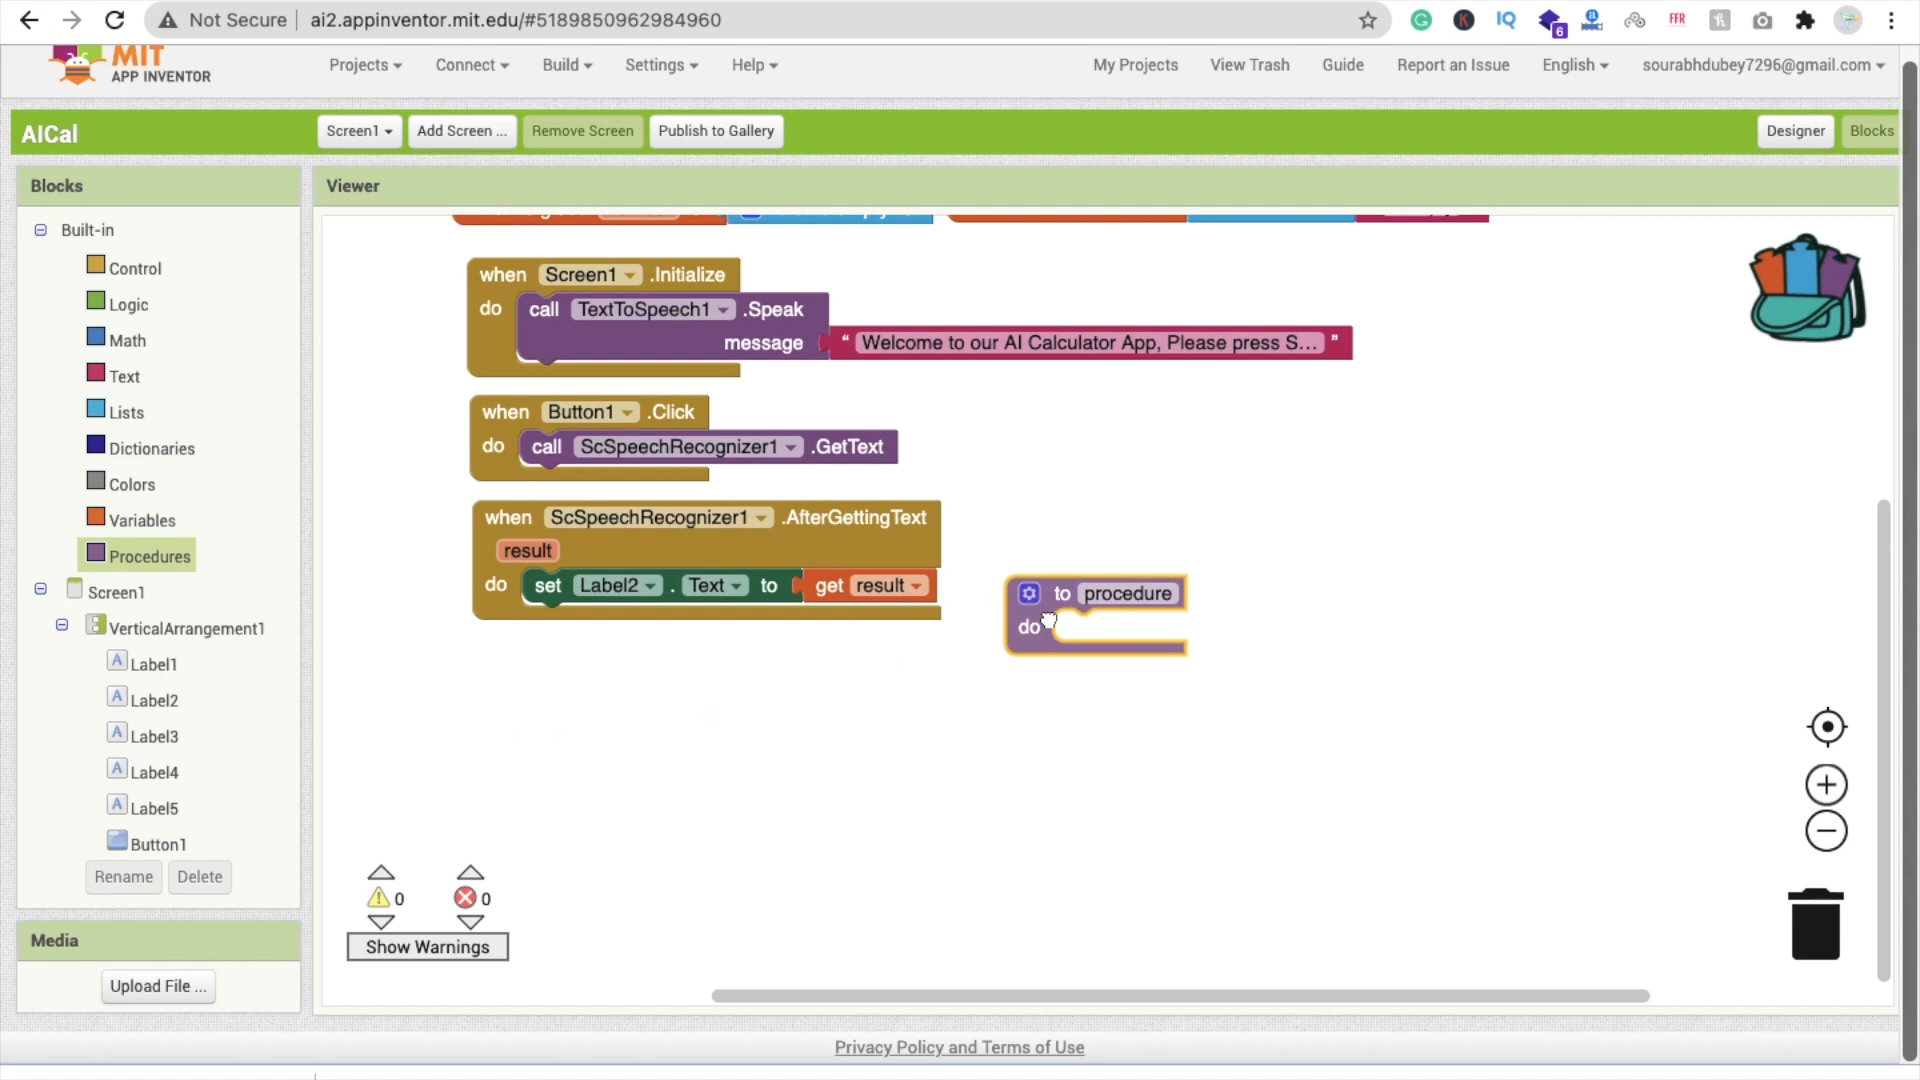 Not Secure ai2.appinventor.mit.edu/#5189850962984960 K IQ 6 a FFR
MIT
APP INVENTOR
Projects Connect Build Settings Help My Projects View Trash Guide Report an Issue English sourabhdubey7296@gmail.com
AICal Screen1 Add Screen ... Remove Screen Publish to Gallery Designer Blocks
Blocks Viewer
Built-in
Control
Logic
Math
Text
Lists
Dictionaries
Colors
Variables
Procedures
Screen1
VerticalArrangement1
A Label1
A Label2
A Label3
A Label4
A Label5
Button1
Rename Delete
Media
Upload File ...
when Screen1 .Initialize
do call TextToSpeech1 .Speak
message “ Welcome to our AI Calculator App, Please press S... ”
when Button1 .Click
do call ScSpeechRecognizer1 .GetText
when ScSpeechRecognizer1 .AfterGettingText
result
do set Label2 . Text to get result
to procedure
do
0 0
Show Warnings
Privacy Policy and Terms of Use